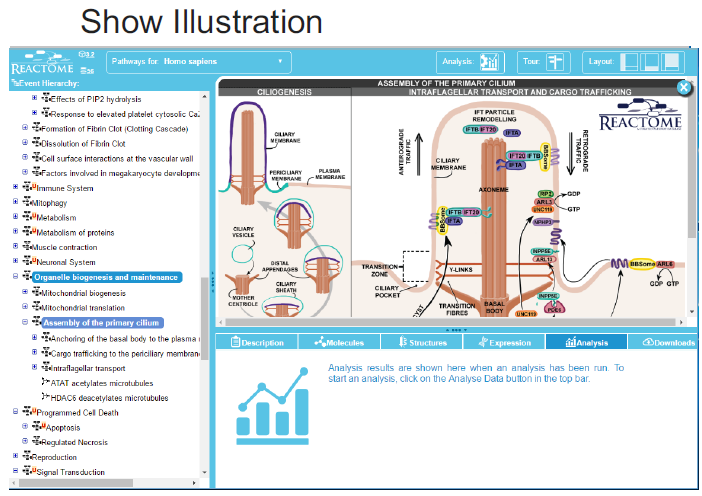 Show Illustration
REACTOME
Pathways for: Homo sapiens
Analysis:
Tour:
Layout:
Event Hierarchy:
Effects of PIP2 hydrolysis
Response to elevated platelet cytosolic Ca2
Formation of Fibrin Clot (Clotting Cascade)
Dissolution of Fibrin Clot
Cell surface interactions at the vascular wall
Factors involved in megakaryocyte developme
Immune System
Mitophagy
Metabolism
Metabolism of proteins
Muscle contraction
Neuronal System
Organelle biogenesis and maintenance
Mitochondrial biogenesis
Mitochondrial translation
Assembly of the primary cilium
Anchoring of the basal body to the plasma
Cargo trafficking to the periciliary membran
Intraflagellar transport
ATAT acetylates microtubules
HDAC6 deacetylates microtubules
Programmed Cell Death
Apoptosis
Regulated Necrosis
Reproduction
Signal Transduction
ASSEMBLY OF THE PRIMARY CILIUM
CILIOGENESIS
INTRAFLAGELLAR TRANSPORT AND CARGO TRAFFICKING
CILIARY
MEMBRANE
PERICILIARY
MEMBRANE
PLASMA
MEMBRANE
CILIARY
VESICLE
DISTAL
APPENDAGES
MOTHER
CENTRIOLE
CILIARY
SHEATH
IFT PARTICLE
REMODELLING
IFTB IFT20 IFTA
ANTEROGRADE
TRAFFIC
RETROGRADE
TRAFFIC
REACTOME
CILIARY
MEMBRANE
AXONEME
IFT20 IFTB
IFTA
BBSome
RP2
ARL3
UNC119
GDP
GTP
NPHP3
IFTB IFT20
IFTA
BBSome
INPP5E
ARL13
BBSome ARL6
GDP GTP
TRANSITION
ZONE
Y-LINKS
CILIARY
POCKET
TRANSITION
FIBRES
BASAL
BODY
INPP5E
UNC119
Description
Molecules
Structures
Expression
Analysis
Downloads
Analysis results are shown here when an analysis has been run. To
start an analysis, click on the Analyse Data button in the top bar.